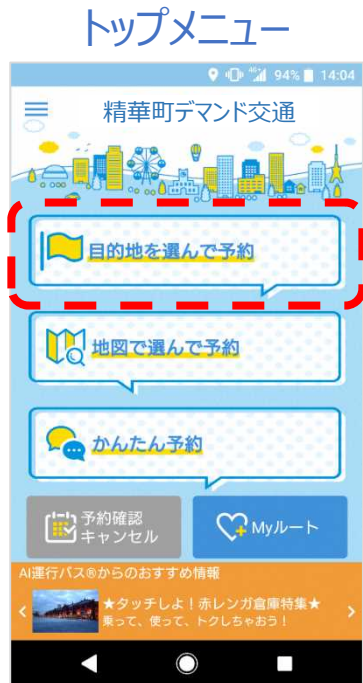 トップメニュー
94% 14:04
精華町デマンド交通
目的地を選んで予約
地図で選んで予約
かんたん予約
予約確認
キャンセル
Myルート
AI運行バス®からのおすすめ情報
★タッチしよ！赤レンガ倉庫特集★
乗って、使って、トクしちゃおう！